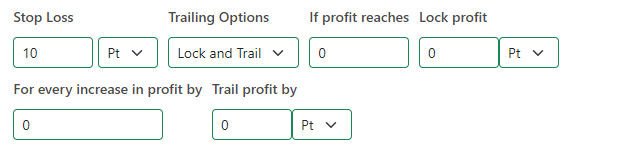 Stop Loss Trailing Options If profit reaches Lock profit
10 Pt Lock and Trail 0 0 Pt
For every increase in profit by Trail profit by
0 0 Pt